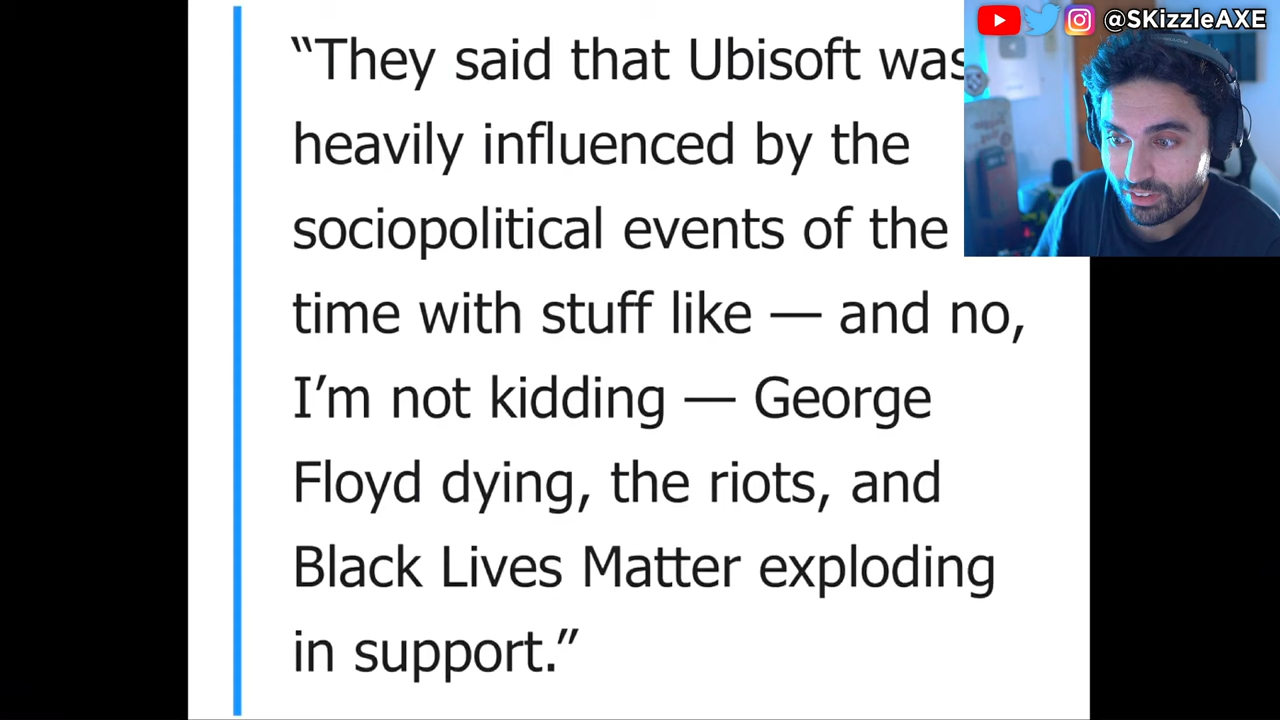 @SKizzleAXE
“They said that Ubisoft was
heavily influenced by the
sociopolitical events of the
time with stuff like — and no,
I’m not kidding — George
Floyd dying, the riots, and
Black Lives Matter exploding
in support.”